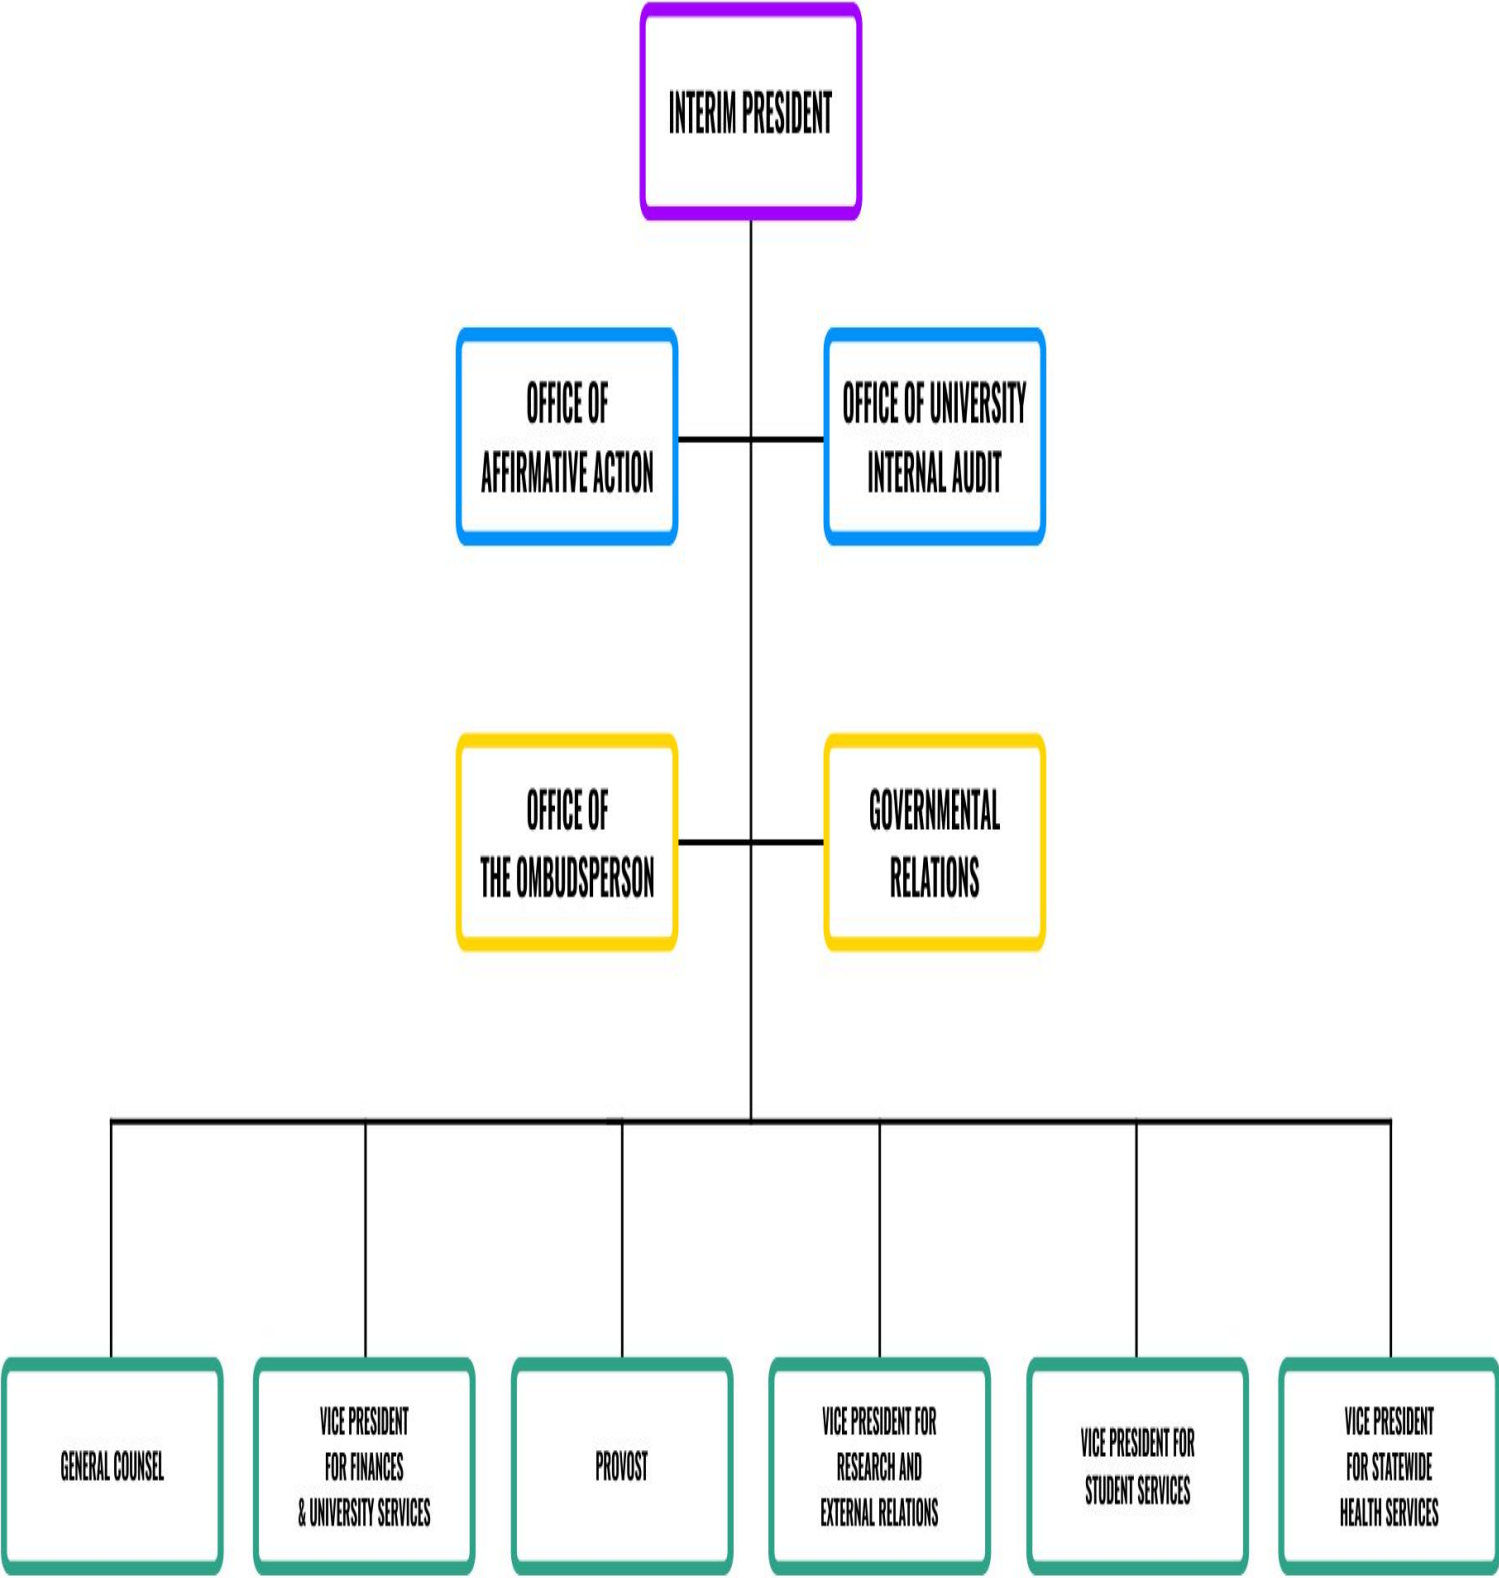 INTERIM PRESIDENT
OFFICE OF
AFFIRMATIVE ACTION
OFFICE OF UNIVERSITY
INTERNAL AUDIT
OFFICE OF
THE OMBUDSPERSON
GOVERNMENTAL
RELATIONS
GENERAL COUNSEL
VICE PRESIDENT
FOR FINANCES
& UNIVERSITY SERVICES
PROVOST
VICE PRESIDENT FOR
RESEARCH AND
EXTERNAL RELATIONS
VICE PRESIDENT FOR
STUDENT SERVICES
VICE PRESIDENT
FOR STATEWIDE
HEALTH SERVICES